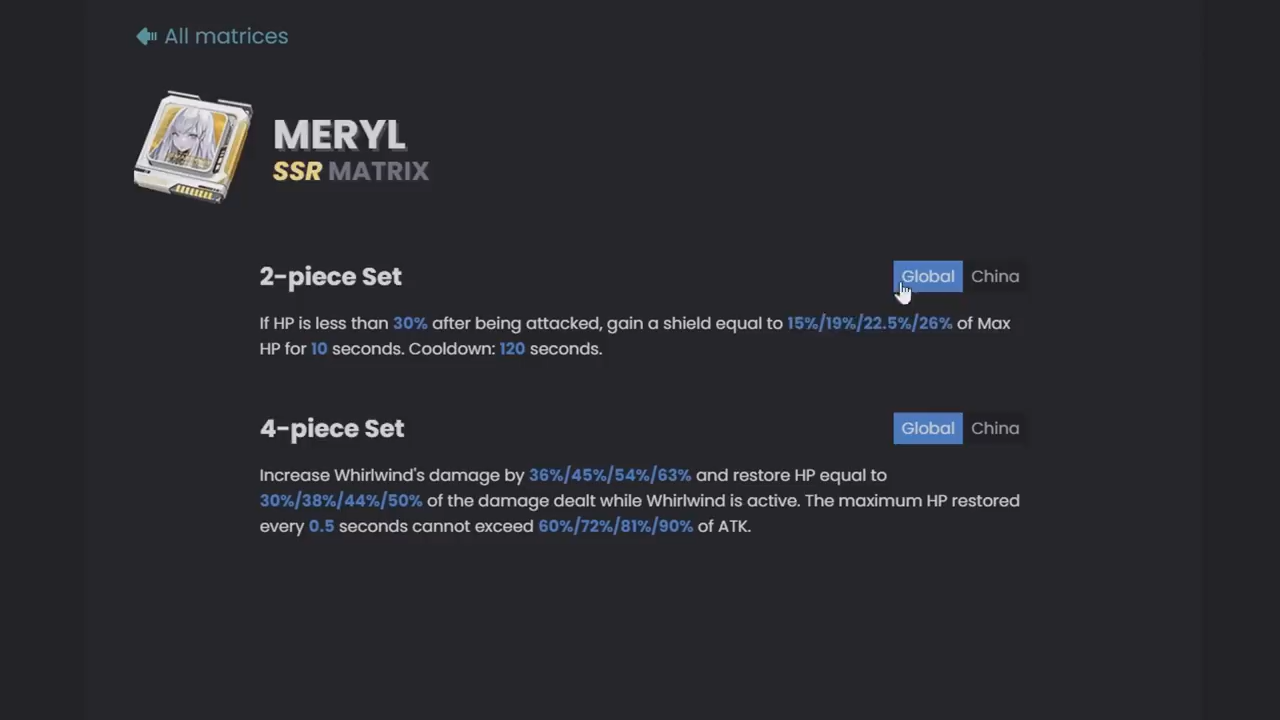 All matrices
MERYL
SSR MATRIX
2-piece Set
Global China
If HP is less than 30% after being attacked, gain a shield equal to 15%/19%/22.5%/26% of Max
HP for 10 seconds. Cooldown: 120 seconds.
4-piece Set
Global China
Increase Whirlwind's damage by 36%/45%/54%/63% and restore HP equal to
30%/38%/44%/50% of the damage dealt while Whirlwind is active. The maximum HP restored
every 0.5 seconds cannot exceed 60%/72%/81%/90% of ATK.